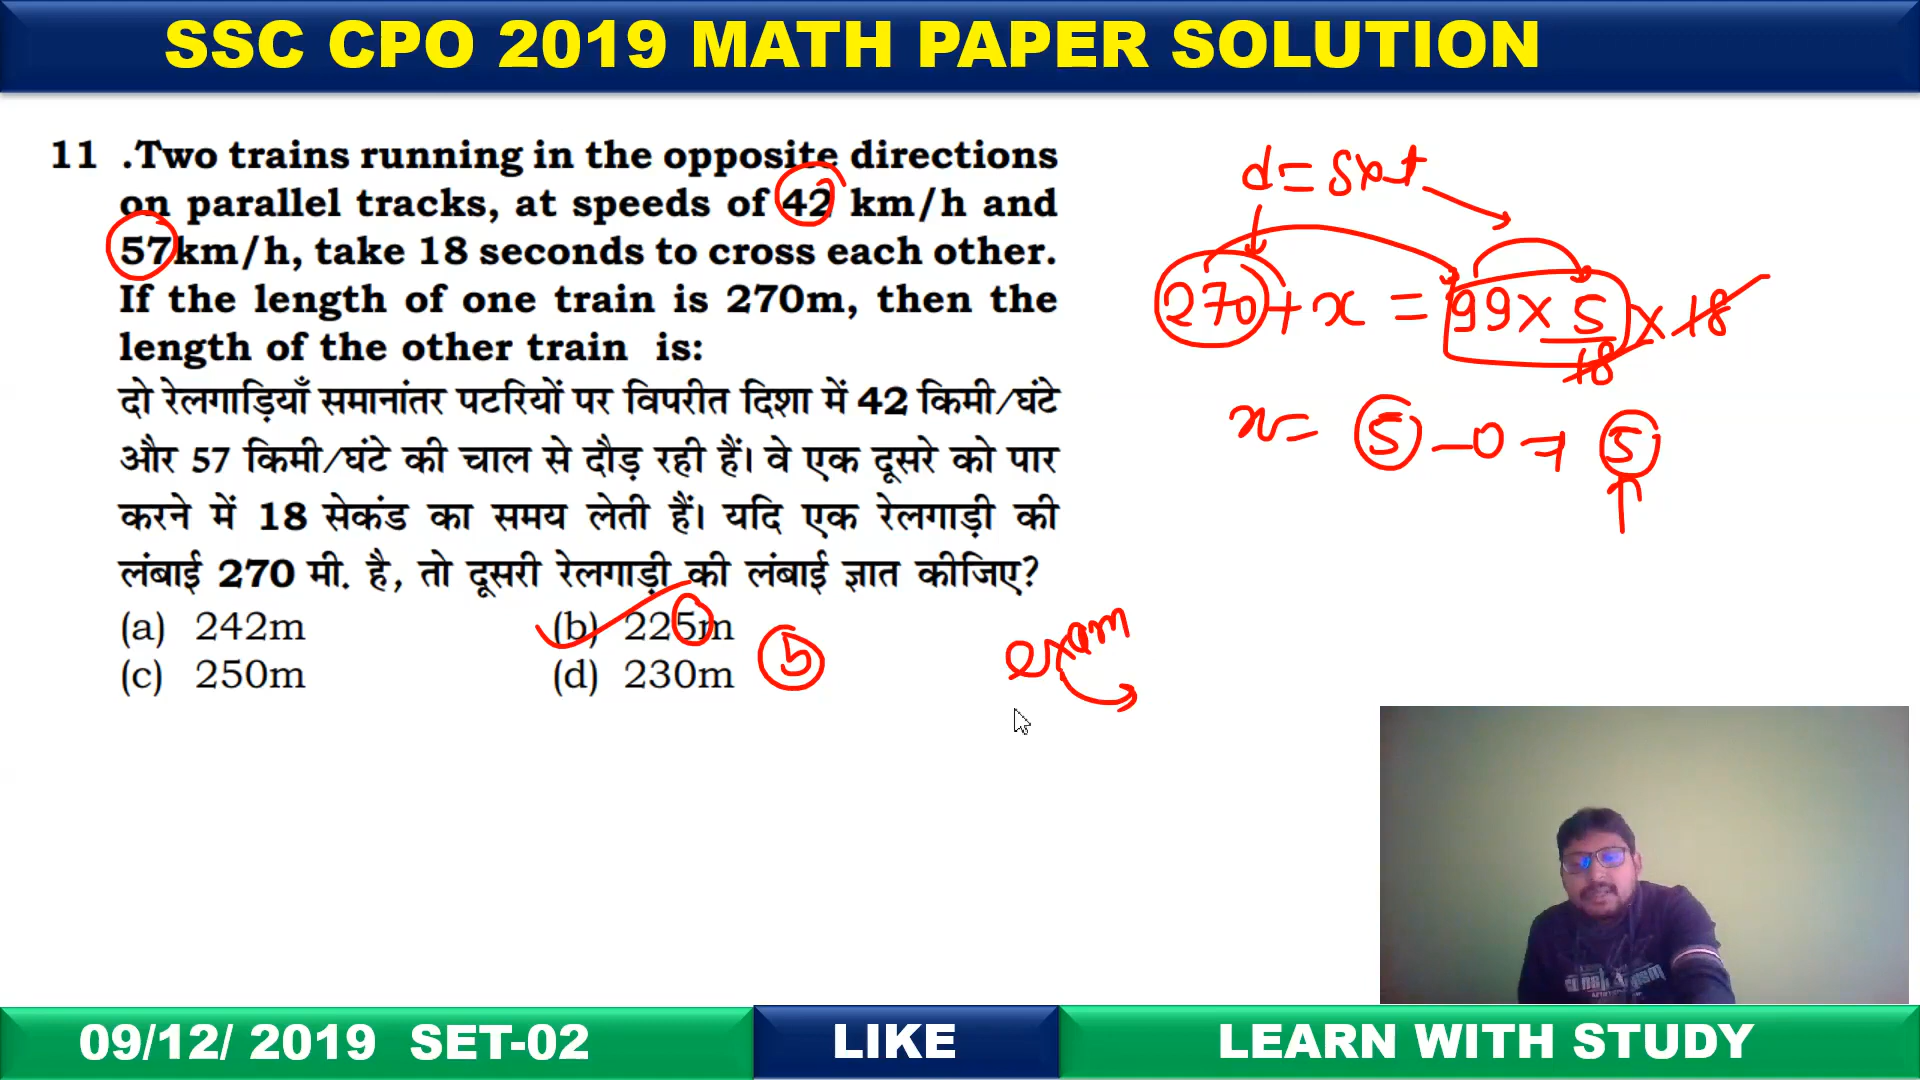 SSC CPO 2019 MATH PAPER SOLUTION
11 .Two trains running in the opposite directions
on parallel tracks, at speeds of 42 km/h and
57km/h, take 18 seconds to cross each other.
If the length of one train is 270m, then the
length of the other train is:
दो रेलगाड़ियाँ समानांतर पटरियों पर विपरीत दिशा में 42 किमी/घंटे
और 57 किमी/घंटे की चाल से दौड़ रही हैं। वे एक दूसरे को पार
करने में 18 सेकंड का समय लेती हैं। यदि एक रेलगाड़ी की
लंबाई 270 मी. है, तो दूसरी रेलगाड़ी की लंबाई ज्ञात कीजिए?
(a) 242m (b) 225m
(c) 250m (d) 230m
5
exam
d = s×t
270 + x = 99 × 5/18 × 18
x = 5 - 0 = 5
09/12/ 2019 SET-02
LIKE
LEARN WITH STUDY